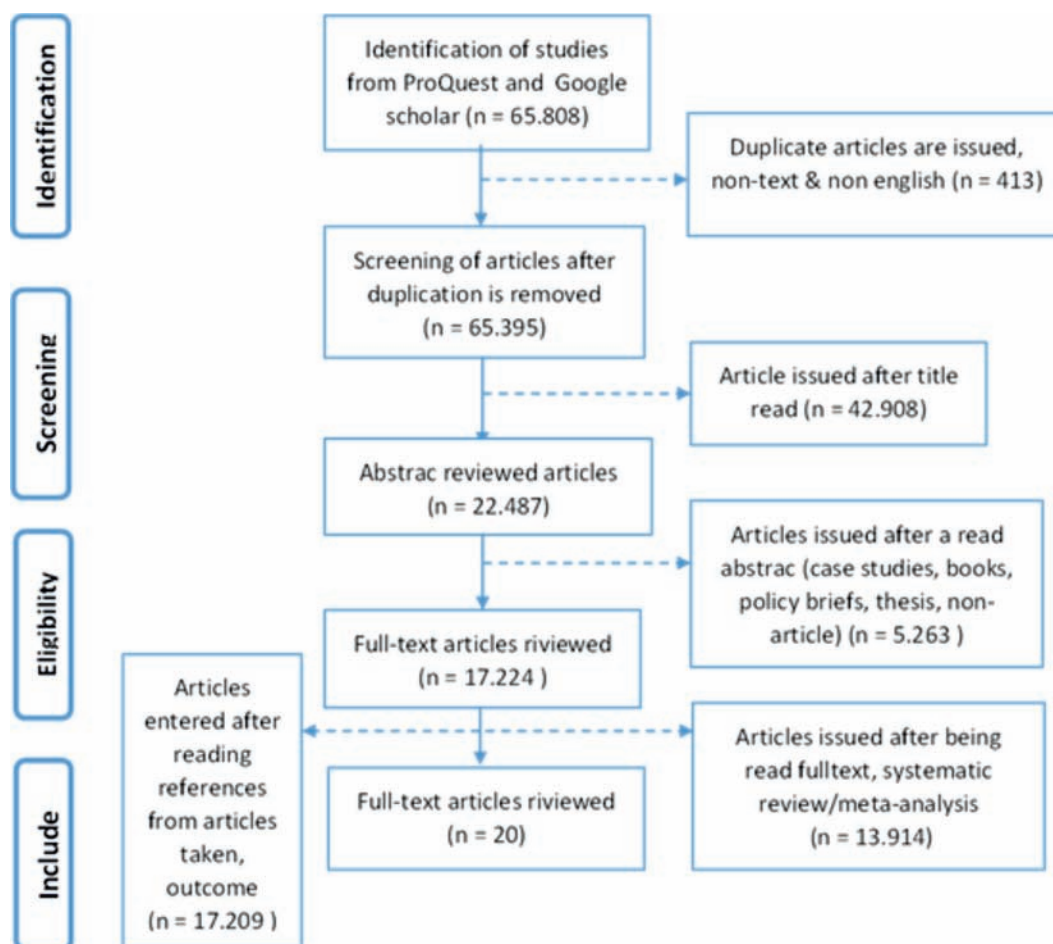 Identification
Identification of studies
from ProQuest and Google
scholar (n = 65.808)
Duplicate articles are issued,
non-text & non english (n = 413)
Screening of articles after
duplication is removed
(n = 65.395)
Screening
Article issued after title
read (n = 42.908)
Abstrac reviewed articles
(n = 22.487)
Eligibility
Articles issued after a read
abstrac (case studies, books,
policy briefs, thesis, non-
article) (n = 5.263 )
Full-text articles riviewed
(n = 17.224 )
Articles
entered after
reading
references
from articles
taken,
outcome
(n = 17.209 )
Articles issued after being
read fulltext, systematic
review/meta-analysis
(n = 13.914)
Include
Full-text articles riviewed
(n = 20)